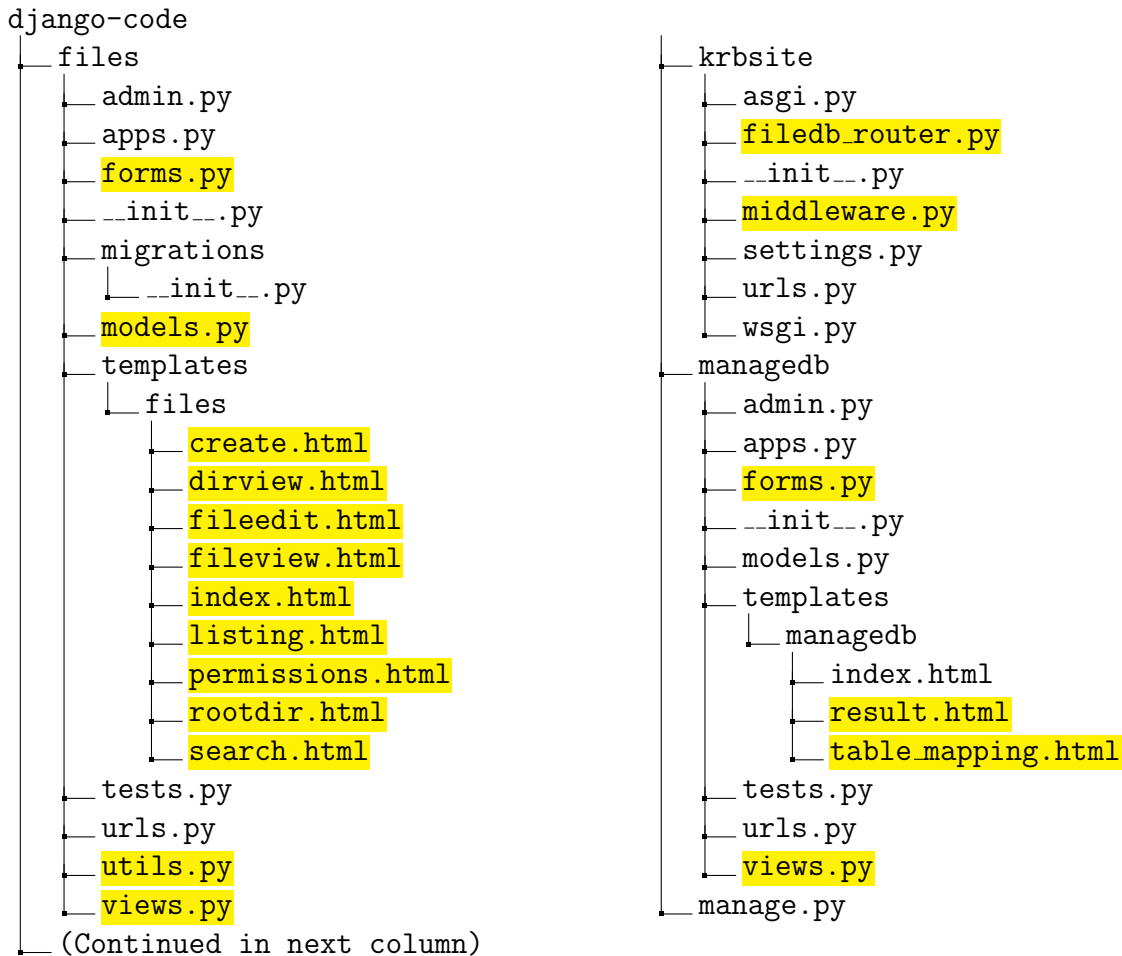 django-code
files
admin.py
apps.py
forms.py
__init__.py
migrations
__init__.py
models.py
templates
files
create.html
dirview.html
fileedit.html
fileview.html
index.html
listing.html
permissions.html
rootdir.html
search.html
tests.py
urls.py
utils.py
views.py
(Continued in next column)
krbsite
asgi.py
filedb_router.py
__init__.py
middleware.py
settings.py
urls.py
wsgi.py
managedb
admin.py
apps.py
forms.py
__init__.py
models.py
templates
managedb
index.html
result.html
table_mapping.html
tests.py
urls.py
views.py
manage.py